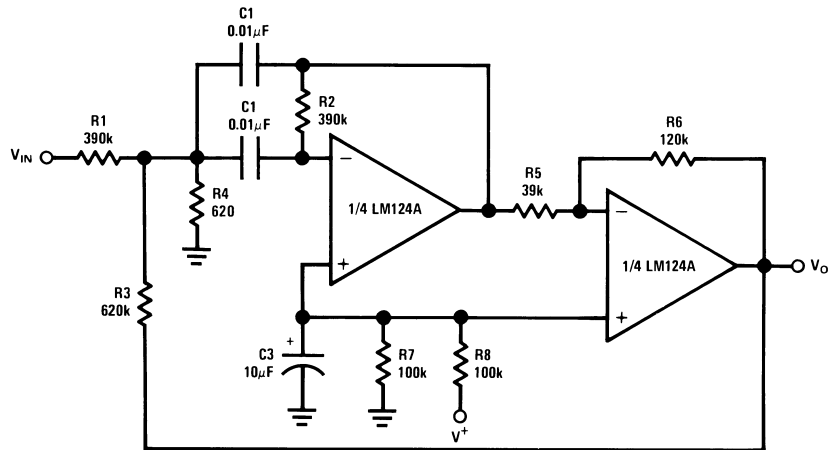 C1
0.01μF
C1
0.01μF
R2
390k
R1
390k
VIN
R4
620
1/4 LM124A
R5
39k
R6
120k
1/4 LM124A
VO
R3
620k
C3
10μF
R7
100k
R8
100k
V+
−
+
−
+
+